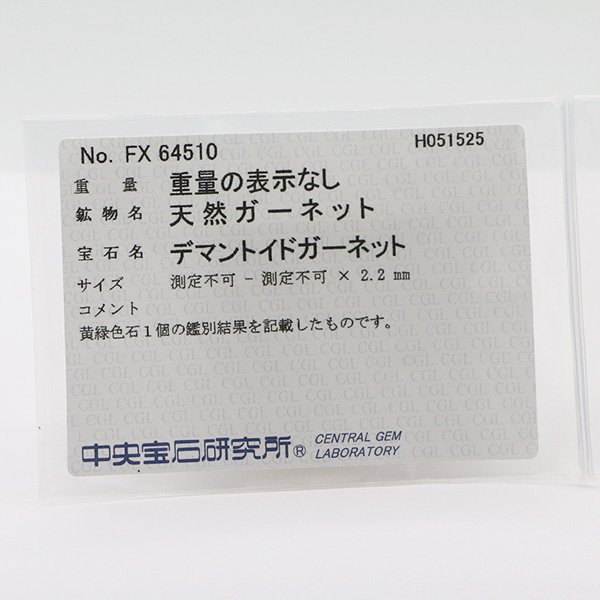 No. FX 64510 H051525
重量 重量の表示なし
鉱物名 天然ガーネット
宝石名 デマントイドガーネット
サイズ 測定不可 - 測定不可 × 2.2 mm
コメント
黄緑色石1個の鑑別結果を記載したものです。
中央宝石研究所® CENTRAL GEM
LABORATORY